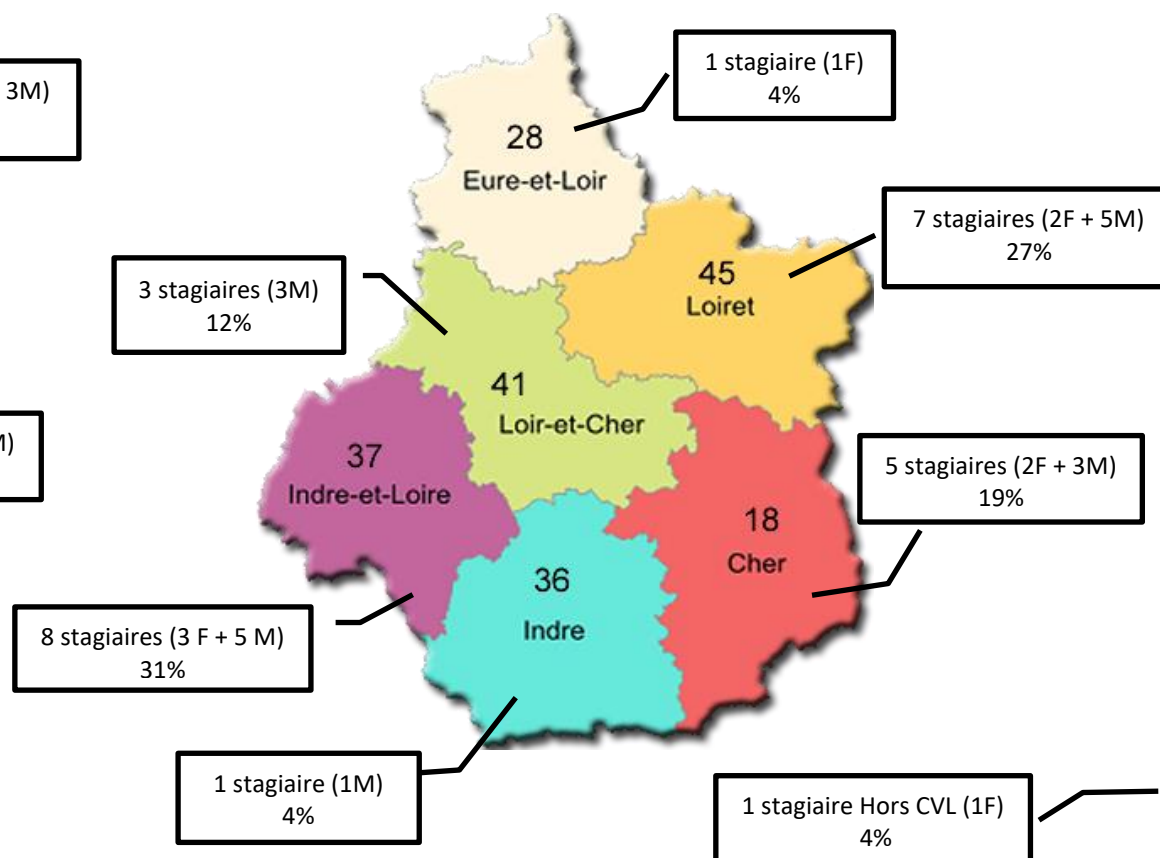 3M)
1 stagiaire (1F)
4%
28
Eure-et-Loir
7 stagiaires (2F + 5M)
27%
3 stagiaires (3M)
12%
45
Loiret
41
Loir-et-Cher
M)
37
Indre-et-Loire
5 stagiaires (2F + 3M)
19%
18
Cher
36
Indre
8 stagiaires (3 F + 5 M)
31%
1 stagiaire (1M)
4%
1 stagiaire Hors CVL (1F)
4%